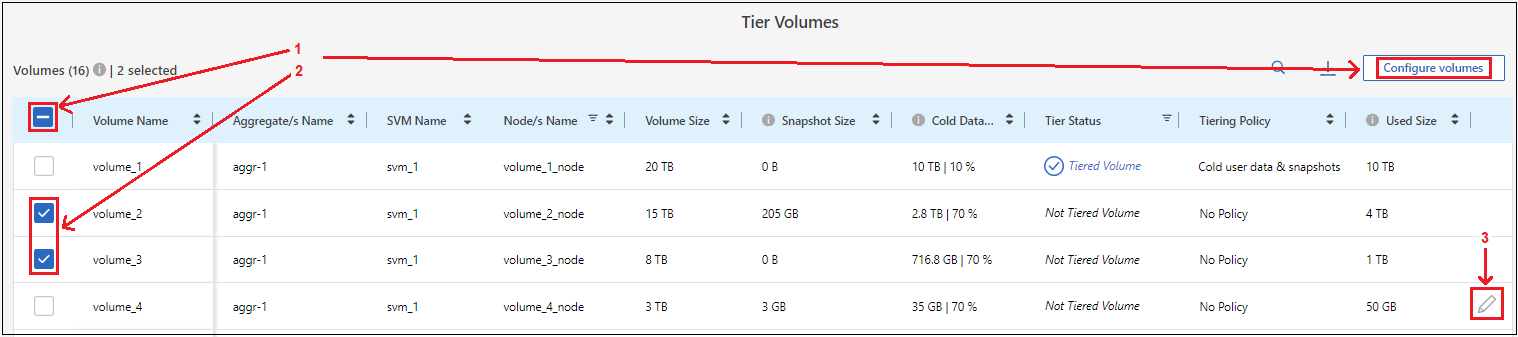 Tier Volumes
1
Volumes (16) | 2 selected
2
Configure volumes
Volume Name Aggregate/s Name SVM Name Node/s Name Volume Size Snapshot Size Cold Data... Tier Status Tiering Policy Used Size
volume_1 aggr-1 svm_1 volume_1_node 20 TB 0 B 10 TB | 10 % Tiered Volume Cold user data & snapshots 10 TB
volume_2 aggr-1 svm_1 volume_2_node 15 TB 205 GB 2.8 TB | 70 % Not Tiered Volume No Policy 4 TB
3
volume_3 aggr-1 svm_1 volume_3_node 8 TB 0 B 716.8 GB | 70 % Not Tiered Volume No Policy 1 TB
volume_4 aggr-1 svm_1 volume_4_node 3 TB 3 GB 35 GB | 70 % Not Tiered Volume No Policy 50 GB